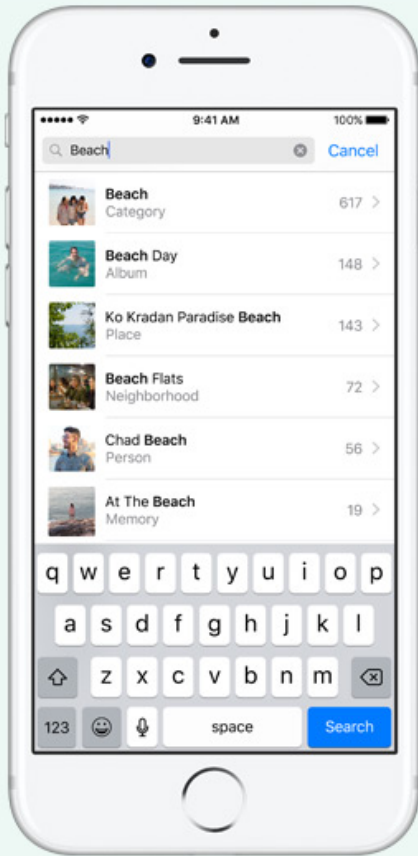 9:41 AM
100%
Beach
Cancel
Beach
Category
617
Beach Day
Album
148
Ko Kradan Paradise Beach
Place
143
Beach Flats
Neighborhood
72
Chad Beach
Person
56
At The Beach
Memory
19
q w e r t y u i o p
a s d f g h j k l
z x c v b n m
123
space
Search